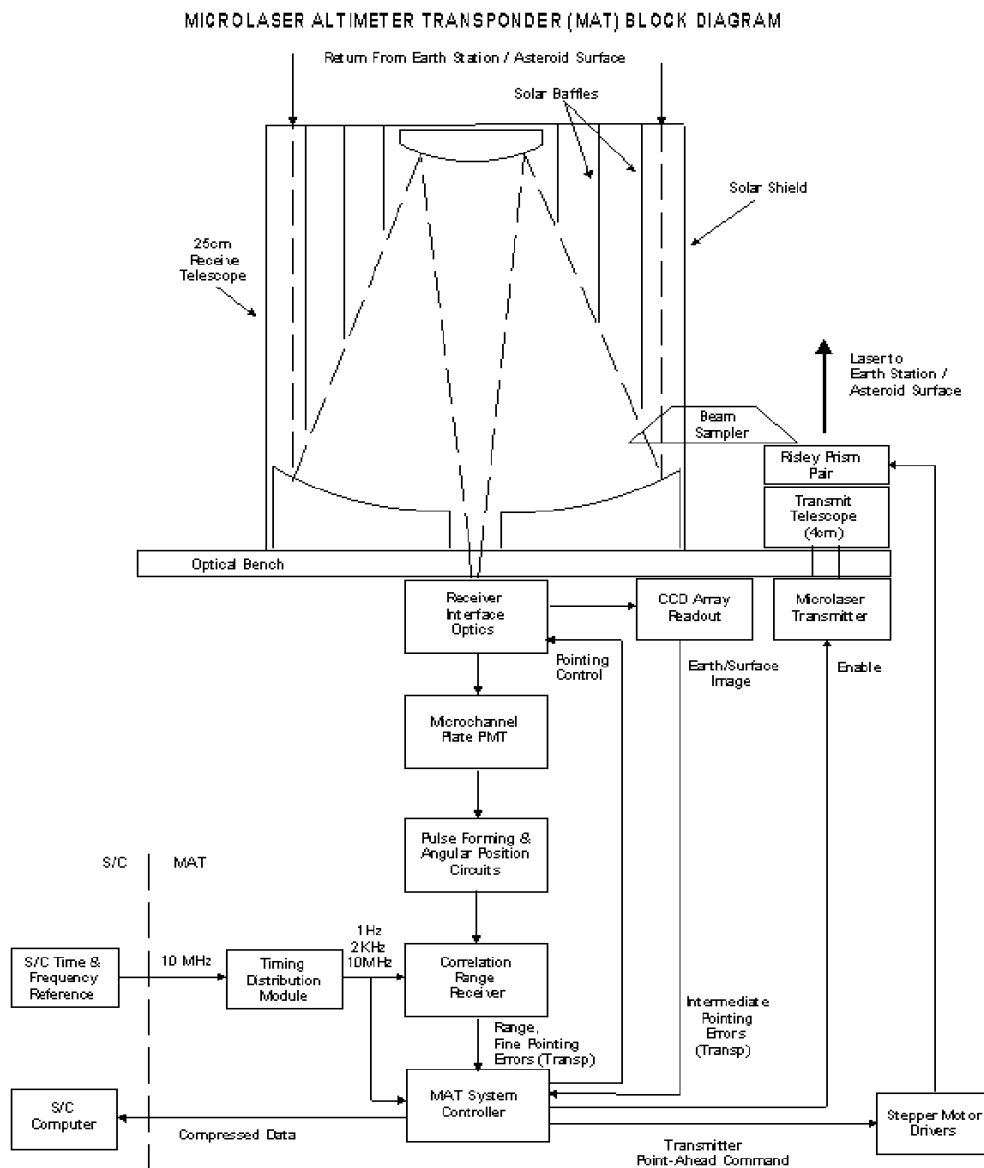 MICROLASER ALTIMETER TRANSPONDER (MAT) BLOCK DIAGRAM
Return From Earth Station / Asteroid Surface
Solar Baffles
Solar Shield
25cm
Receive
Telescope
Laser to
Earth Station /
Asteroid Surface
Beam
Sampler
Risley Prism
Pair
Transmit
Telescope
(4cm)
Optical Bench
Receiver
Interface
Optics
CCD Array
Readout
Microlaser
Transmitter
Pointing
Control
Earth/Surface
Image
Enable
Microchannel
Plate PMT
Pulse Forming &
Angular Position
Circuits
S/C
MAT
S/C Time &
Frequency
Reference
10 MHz
Timing
Distribution
Module
1Hz
2KHz
10MHz
Correlation
Range
Receiver
Range,
Fine Pointing
Errors (Transp)
Intermediate
Pointing
Errors
(Transp)
S/C
Computer
Compressed Data
MAT System
Controller
Transmitter
Point-Ahead Command
Stepper Motor
Drivers